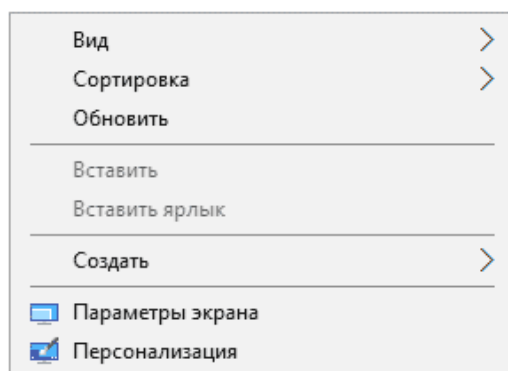 Вид
Сортировка
Обновить
Вставить
Вставить ярлык
Создать
Параметры экрана
Персонализация